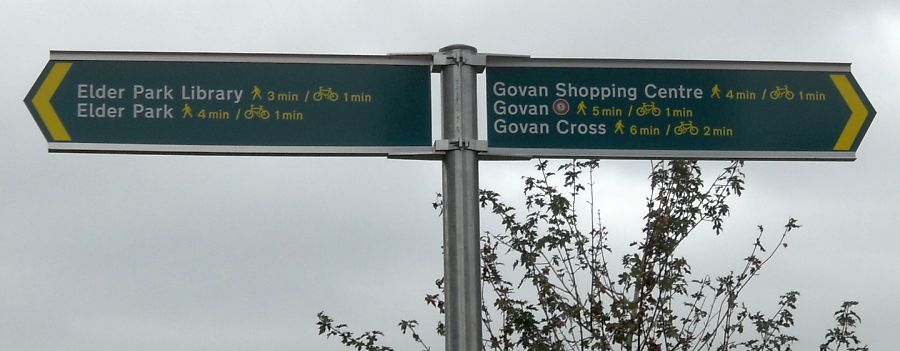 Elder Park Library 3 min / 1 min
Elder Park 4 min / 1 min
Govan Shopping Centre 4 min / 1 min
Govan 5 min / 1 min
Govan Cross 6 min / 2 min